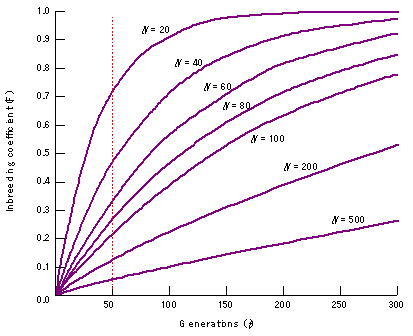 1.0
0.9
0.8
0.7
0.6
0.5
0.4
0.3
0.2
0.1
0.0
Inbreeding coefficient (F)
N = 20
N = 40
N = 60
N = 80
N = 100
N = 200
N = 500
50
100
150
200
250
300
Generations (t)